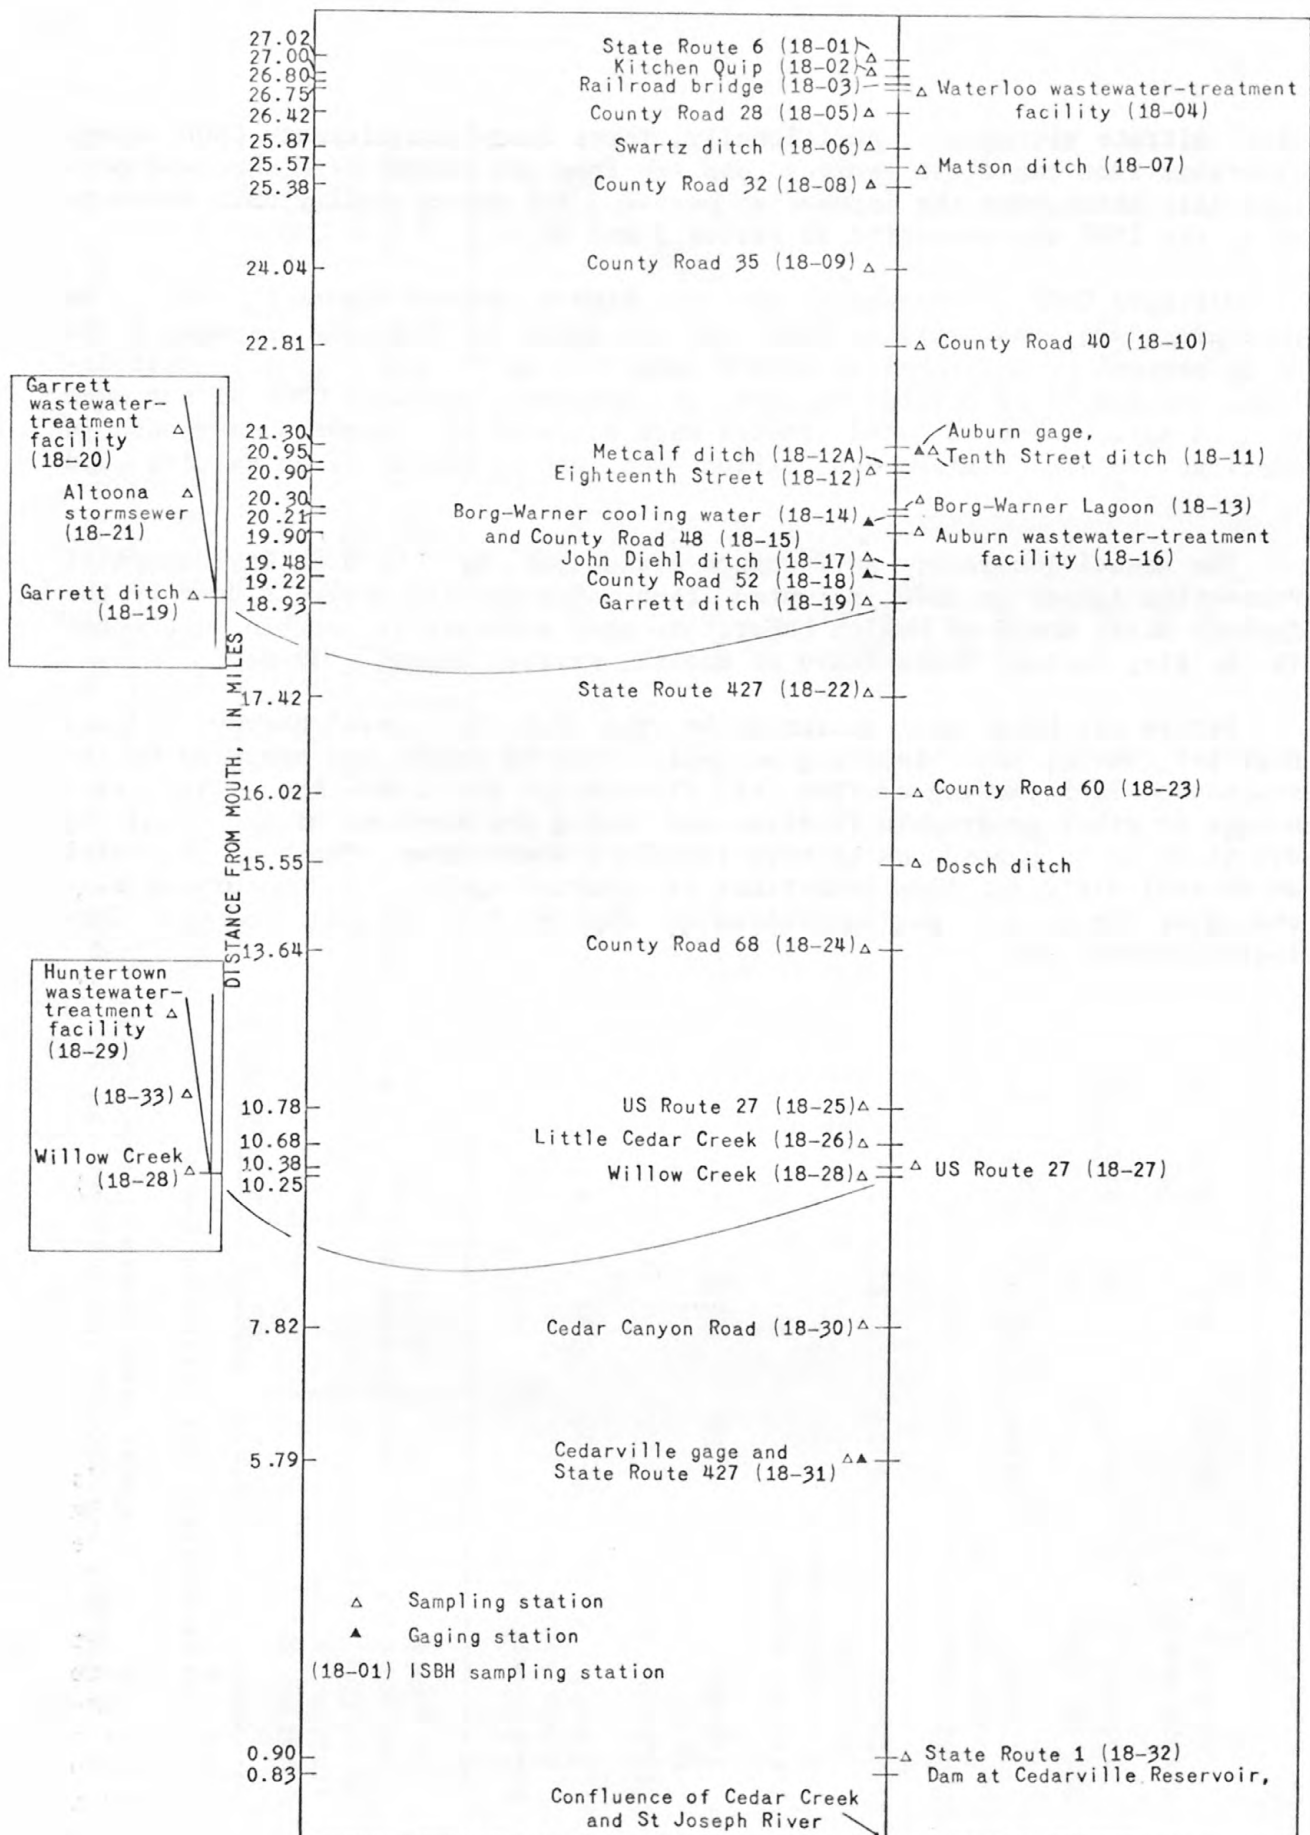 27.02
27.00
26.80
26.75
26.42
25.87
25.57
25.38
24.04
22.81
21.30
20.95
20.90
20.30
20.21
19.90
19.48
19.22
18.93
17.42
16.02
15.55
13.64
10.78
10.68
10.38
10.25
7.82
5.79
0.90
0.83
DISTANCE FROM MOUTH, IN MILES
State Route 6 (18-01)
Kitchen Quip (18-02)
Railroad bridge (18-03)
Waterloo wastewater-treatment
facility (18-04)
County Road 28 (18-05)
Swartz ditch (18-06)
Matson ditch (18-07)
County Road 32 (18-08)
County Road 35 (18-09)
County Road 40 (18-10)
Auburn gage,
Tenth Street ditch (18-11)
Metcalf ditch (18-12A)
Eighteenth Street (18-12)
Borg-Warner Lagoon (18-13)
Borg-Warner cooling water (18-14)
and County Road 48 (18-15)
Auburn wastewater-treatment
facility (18-16)
John Diehl ditch (18-17)
County Road 52 (18-18)
Garrett ditch (18-19)
State Route 427 (18-22)
County Road 60 (18-23)
Dosch ditch
County Road 68 (18-24)
US Route 27 (18-25)
Little Cedar Creek (18-26)
US Route 27 (18-27)
Willow Creek (18-28)
Cedar Canyon Road (18-30)
Cedarville gage and
State Route 427 (18-31)
State Route 1 (18-32)
Dam at Cedarville Reservoir,
Confluence of Cedar Creek
and St Joseph River
Garrett
wastewater-
treatment
facility
(18-20)
Altoona
stormsewer
(18-21)
Garrett ditch
(18-19)
Huntertown
wastewater-
treatment
facility
(18-29)
(18-33)
Willow Creek
(18-28)
Sampling station
Gaging station
(18-01) ISBH sampling station